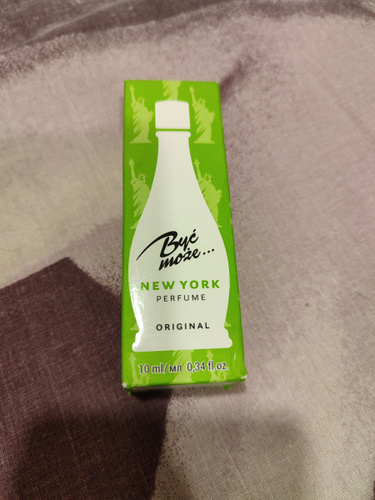 Być
może...
NEW YORK
PERFUME
ORIGINAL
10 ml/мл 0,34 fl oz.